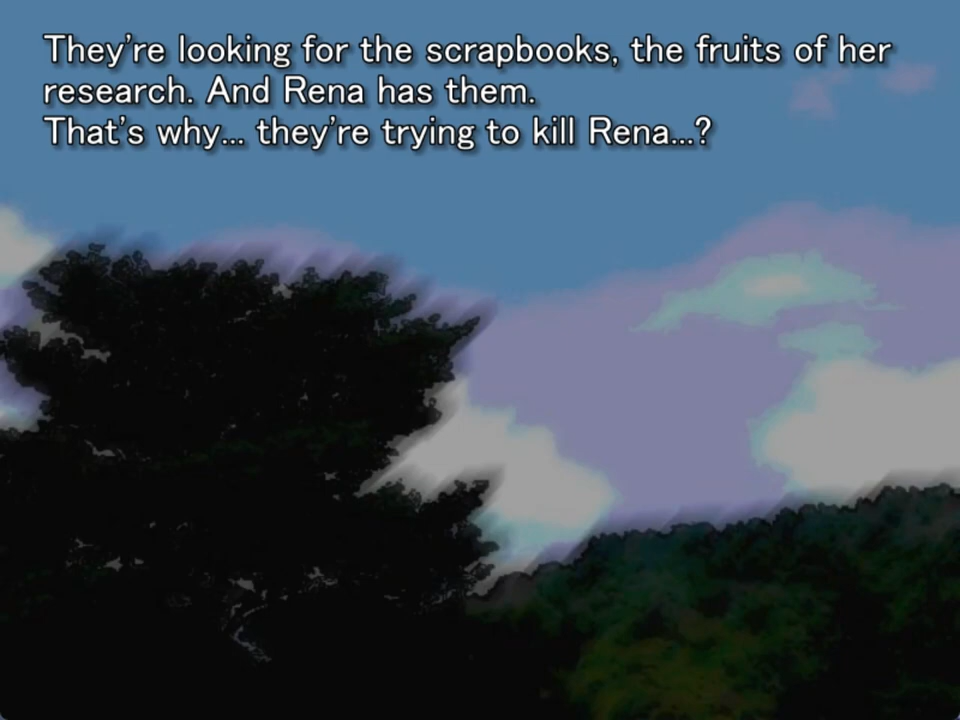 They're looking for the scrapbooks, the fruits of her
research. And Rena has them.
That's why... they're trying to kill Rena...?